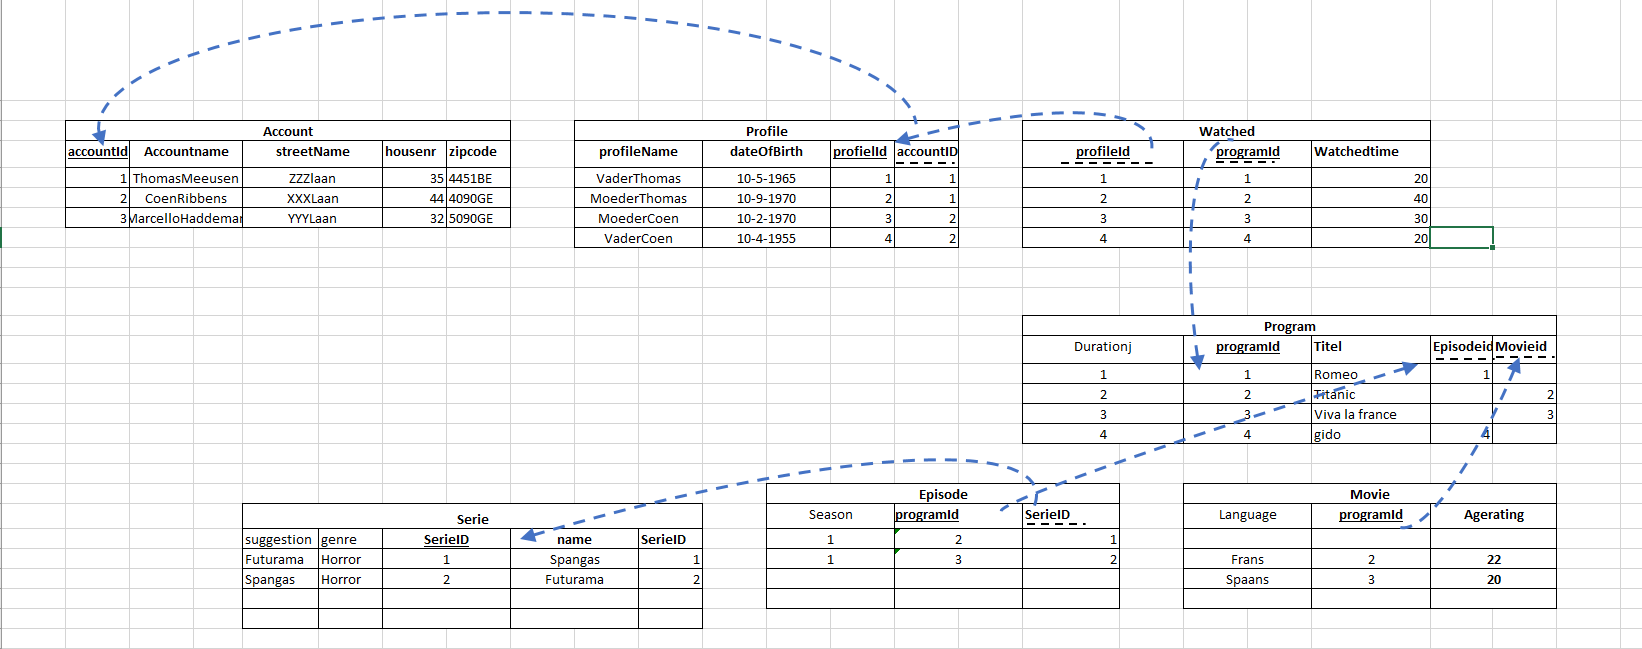 Account
accountId Accountname streetName housenr zipcode
1 ThomasMeeusen ZZZlaan 35 4451BE
2 CoenRibbens XXXLaan 44 4090GE
3 MarcelloHaddeman YYYLaan 32 5090GE
Profile
profileName dateOfBirth profielId accountID
VaderThomas 10-5-1965 1 1
MoederThomas 10-9-1970 2 1
MoederCoen 10-2-1970 3 2
VaderCoen 10-4-1955 4 2
Watched
profileId programId Watchedtime
1 1 20
2 2 40
3 3 30
4 4 20
Program
Durationj programId Titel Episodeid Movieid
1 1 Romeo 1
2 2 Titanic 2
3 3 Viva la france 3
4 4 gido 4
Serie
suggestion genre SerieID name SerieID
Futurama Horror 1 Spangas 1
Spangas Horror 2 Futurama 2
Episode
Season programId SerieID
1 2 1
1 3 2
Movie
Language programId Agerating
Frans 2 22
Spaans 3 20